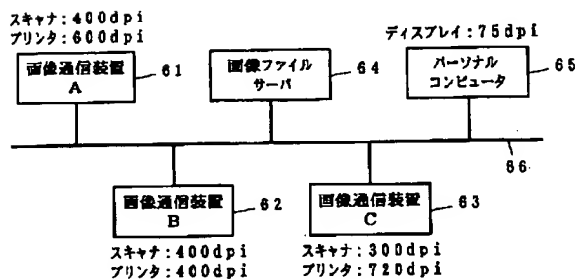 スキャナ:400dpi
プリンタ:600dpi
画像通信装置
A
61
画像ファイル
サーバ
64
ディスプレイ:75dpi
パーソナル
コンピュータ
65
66
画像通信装置
B
62
スキャナ:400dpi
プリンタ:400dpi
画像通信装置
C
63
スキャナ:300dpi
プリンタ:720dpi